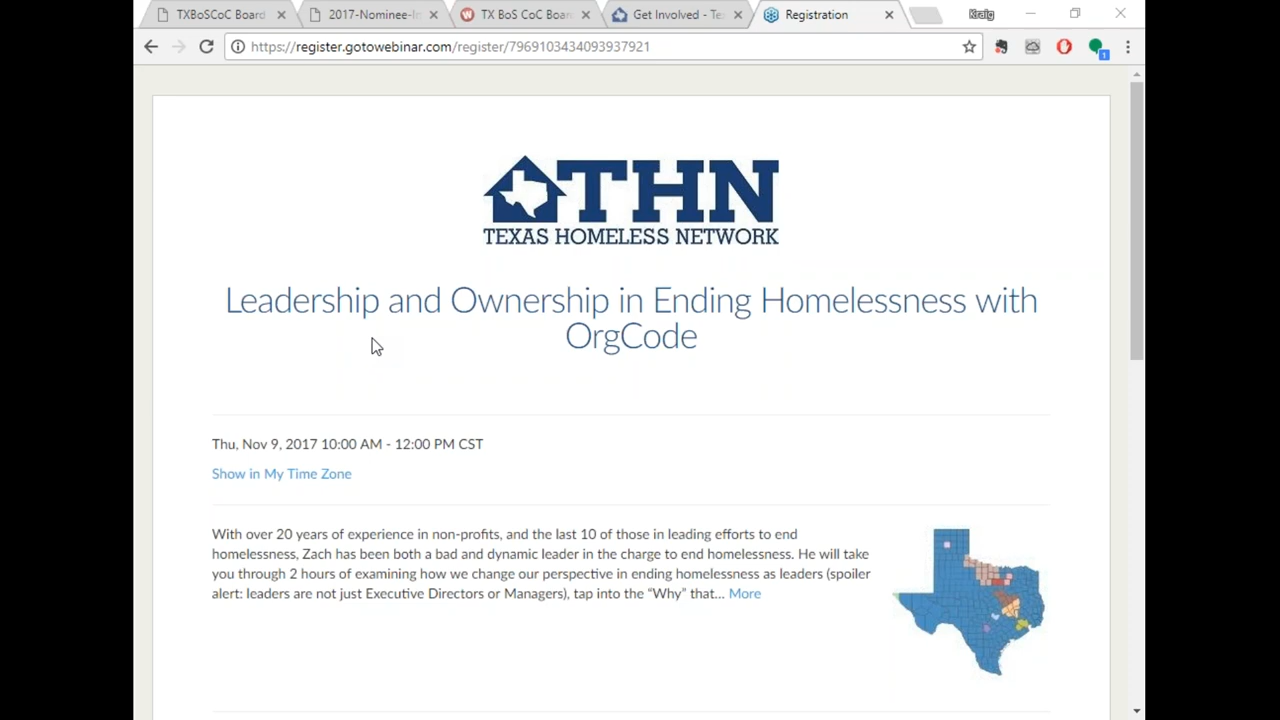 TXBoSCoC Board
2017-Nominee-In
TX BoS CoC Boar
Get Involved - Te
Registration
Kraig
https://register.gotowebinar.com/register/7969103434093937921
1
THN
TEXAS HOMELESS NETWORK
Leadership and Ownership in Ending Homelessness with
OrgCode
Thu, Nov 9, 2017 10:00 AM - 12:00 PM CST
Show in My Time Zone
With over 20 years of experience in non-profits, and the last 10 of those in leading efforts to end
homelessness, Zach has been both a bad and dynamic leader in the charge to end homelessness. He will take
you through 2 hours of examining how we change our perspective in ending homelessness as leaders (spoiler
alert: leaders are not just Executive Directors or Managers), tap into the “Why” that... More